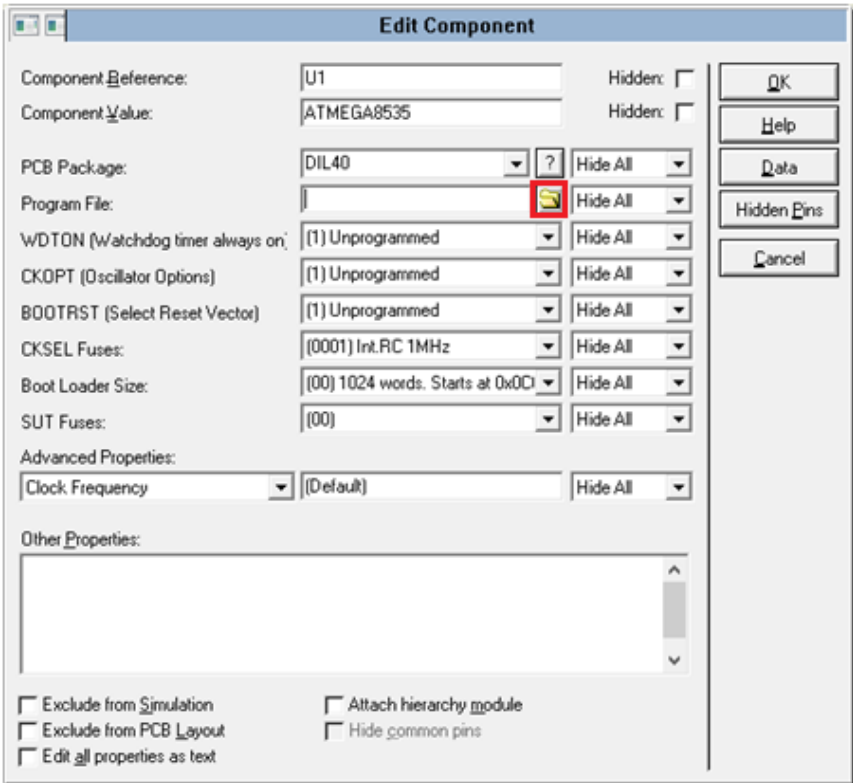 Edit Component
Component Reference: U1 Hidden:
Component Value: ATMEGA8535 Hidden:
PCB Package: DIL40 ? Hide All
Program File: Hide All
WDTON (Watchdog timer always on) (1) Unprogrammed Hide All
CKOPT (Oscillator Options) (1) Unprogrammed Hide All
BOOTRST (Select Reset Vector) (1) Unprogrammed Hide All
CKSEL Fuses: (0001) Int.RC 1MHz Hide All
Boot Loader Size: (00) 1024 words. Starts at 0x0C Hide All
SUT Fuses: (00) Hide All
Advanced Properties:
Clock Frequency (Default) Hide All
Other Properties:
Exclude from Simulation Attach hierarchy module
Exclude from PCB Layout Hide common pins
Edit all properties as text
OK
Help
Data
Hidden Pins
Cancel